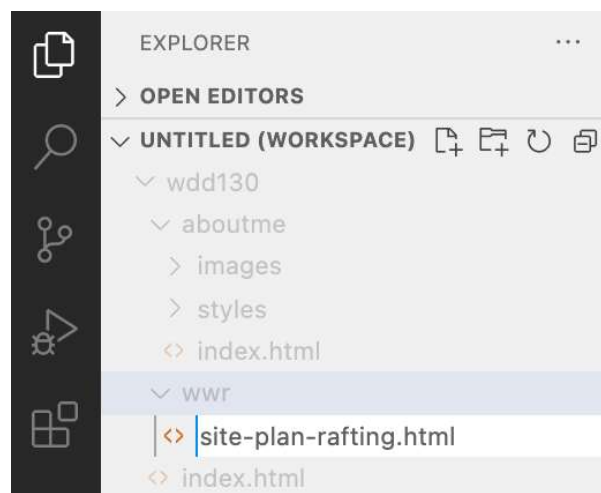 EXPLORER ...
OPEN EDITORS
UNTITLED (WORKSPACE)
wdd130
aboutme
images
styles
<> index.html
wwr
<> site-plan-rafting.html
<> index.html